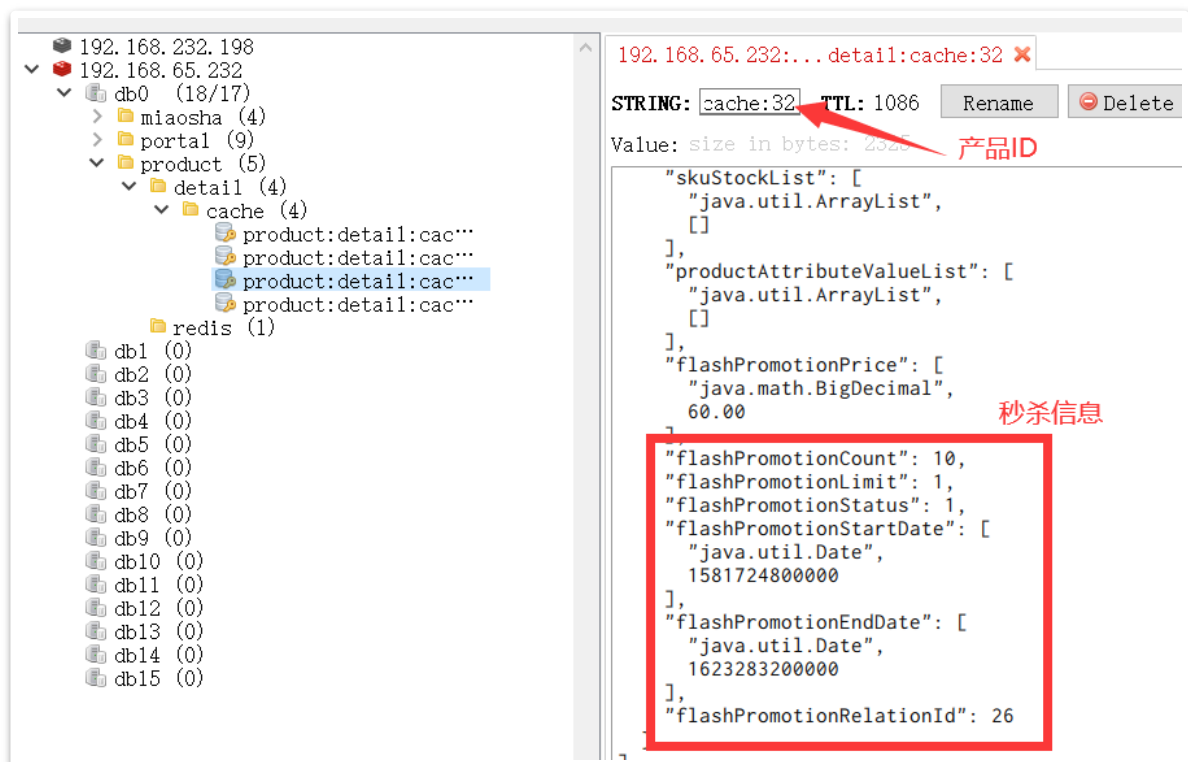 192.168.232.198
192.168.65.232
db0 (18/17)
miaosha (4)
portal (9)
product (5)
detail (4)
cache (4)
product:detail:cac…
product:detail:cac…
product:detail:cac…
product:detail:cac…
redis (1)
db1 (0)
db2 (0)
db3 (0)
db4 (0)
db5 (0)
db6 (0)
db7 (0)
db8 (0)
db9 (0)
db10 (0)
db11 (0)
db12 (0)
db13 (0)
db14 (0)
db15 (0)
192.168.65.232:...detail:cache:32
STRING: cache:32 TTL: 1086 Rename Delete
Value: size in bytes: 2325
产品ID
"skuStockList": [
"java.util.ArrayList",
[]
],
"productAttributeValueList": [
"java.util.ArrayList",
[]
],
"flashPromotionPrice": [
"java.math.BigDecimal",
60.00
],
秒杀信息
"flashPromotionCount": 10,
"flashPromotionLimit": 1,
"flashPromotionStatus": 1,
"flashPromotionStartDate": [
"java.util.Date",
1581724800000
],
"flashPromotionEndDate": [
"java.util.Date",
1623283200000
],
"flashPromotionRelationId": 26
]